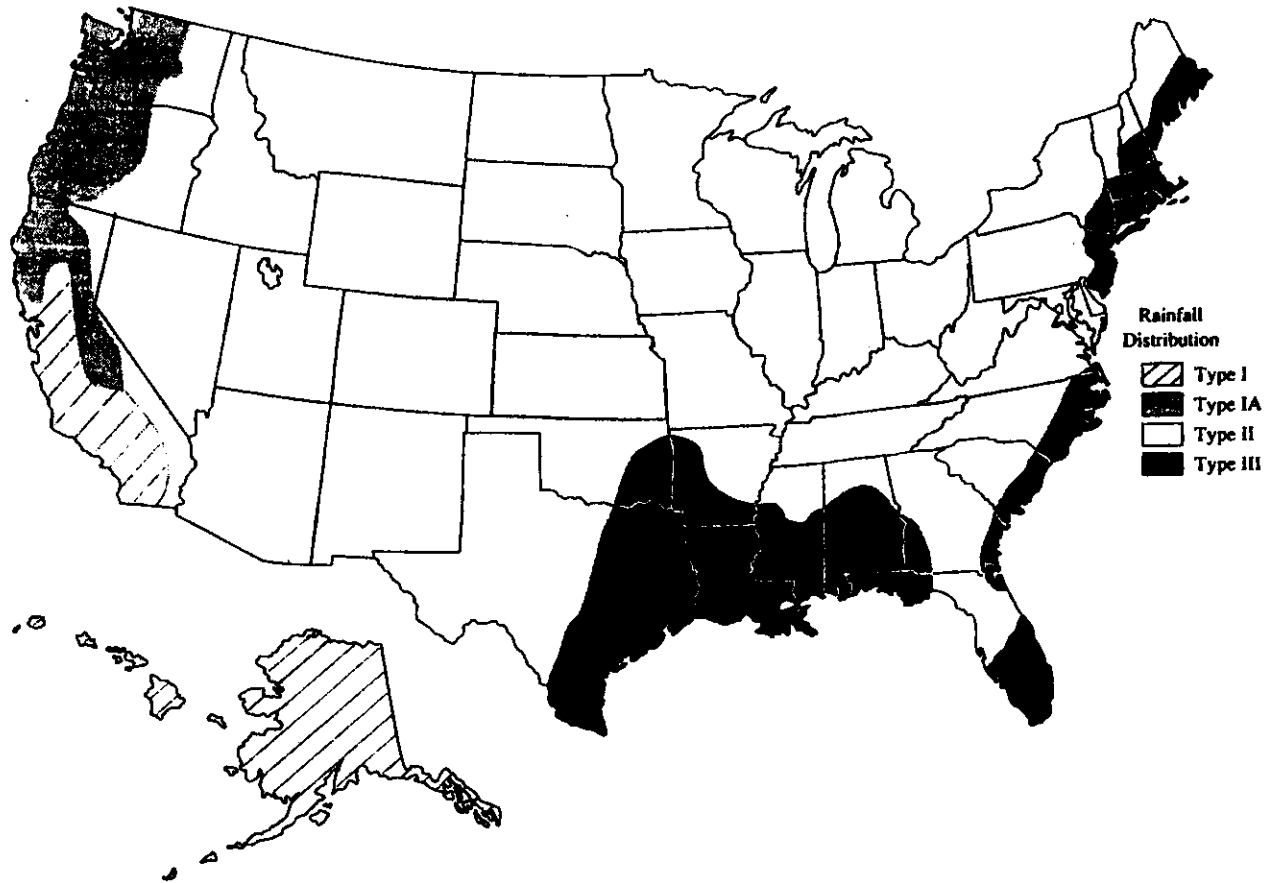 Rainfall
Distribution
Type I
Type IA
Type II
Type III